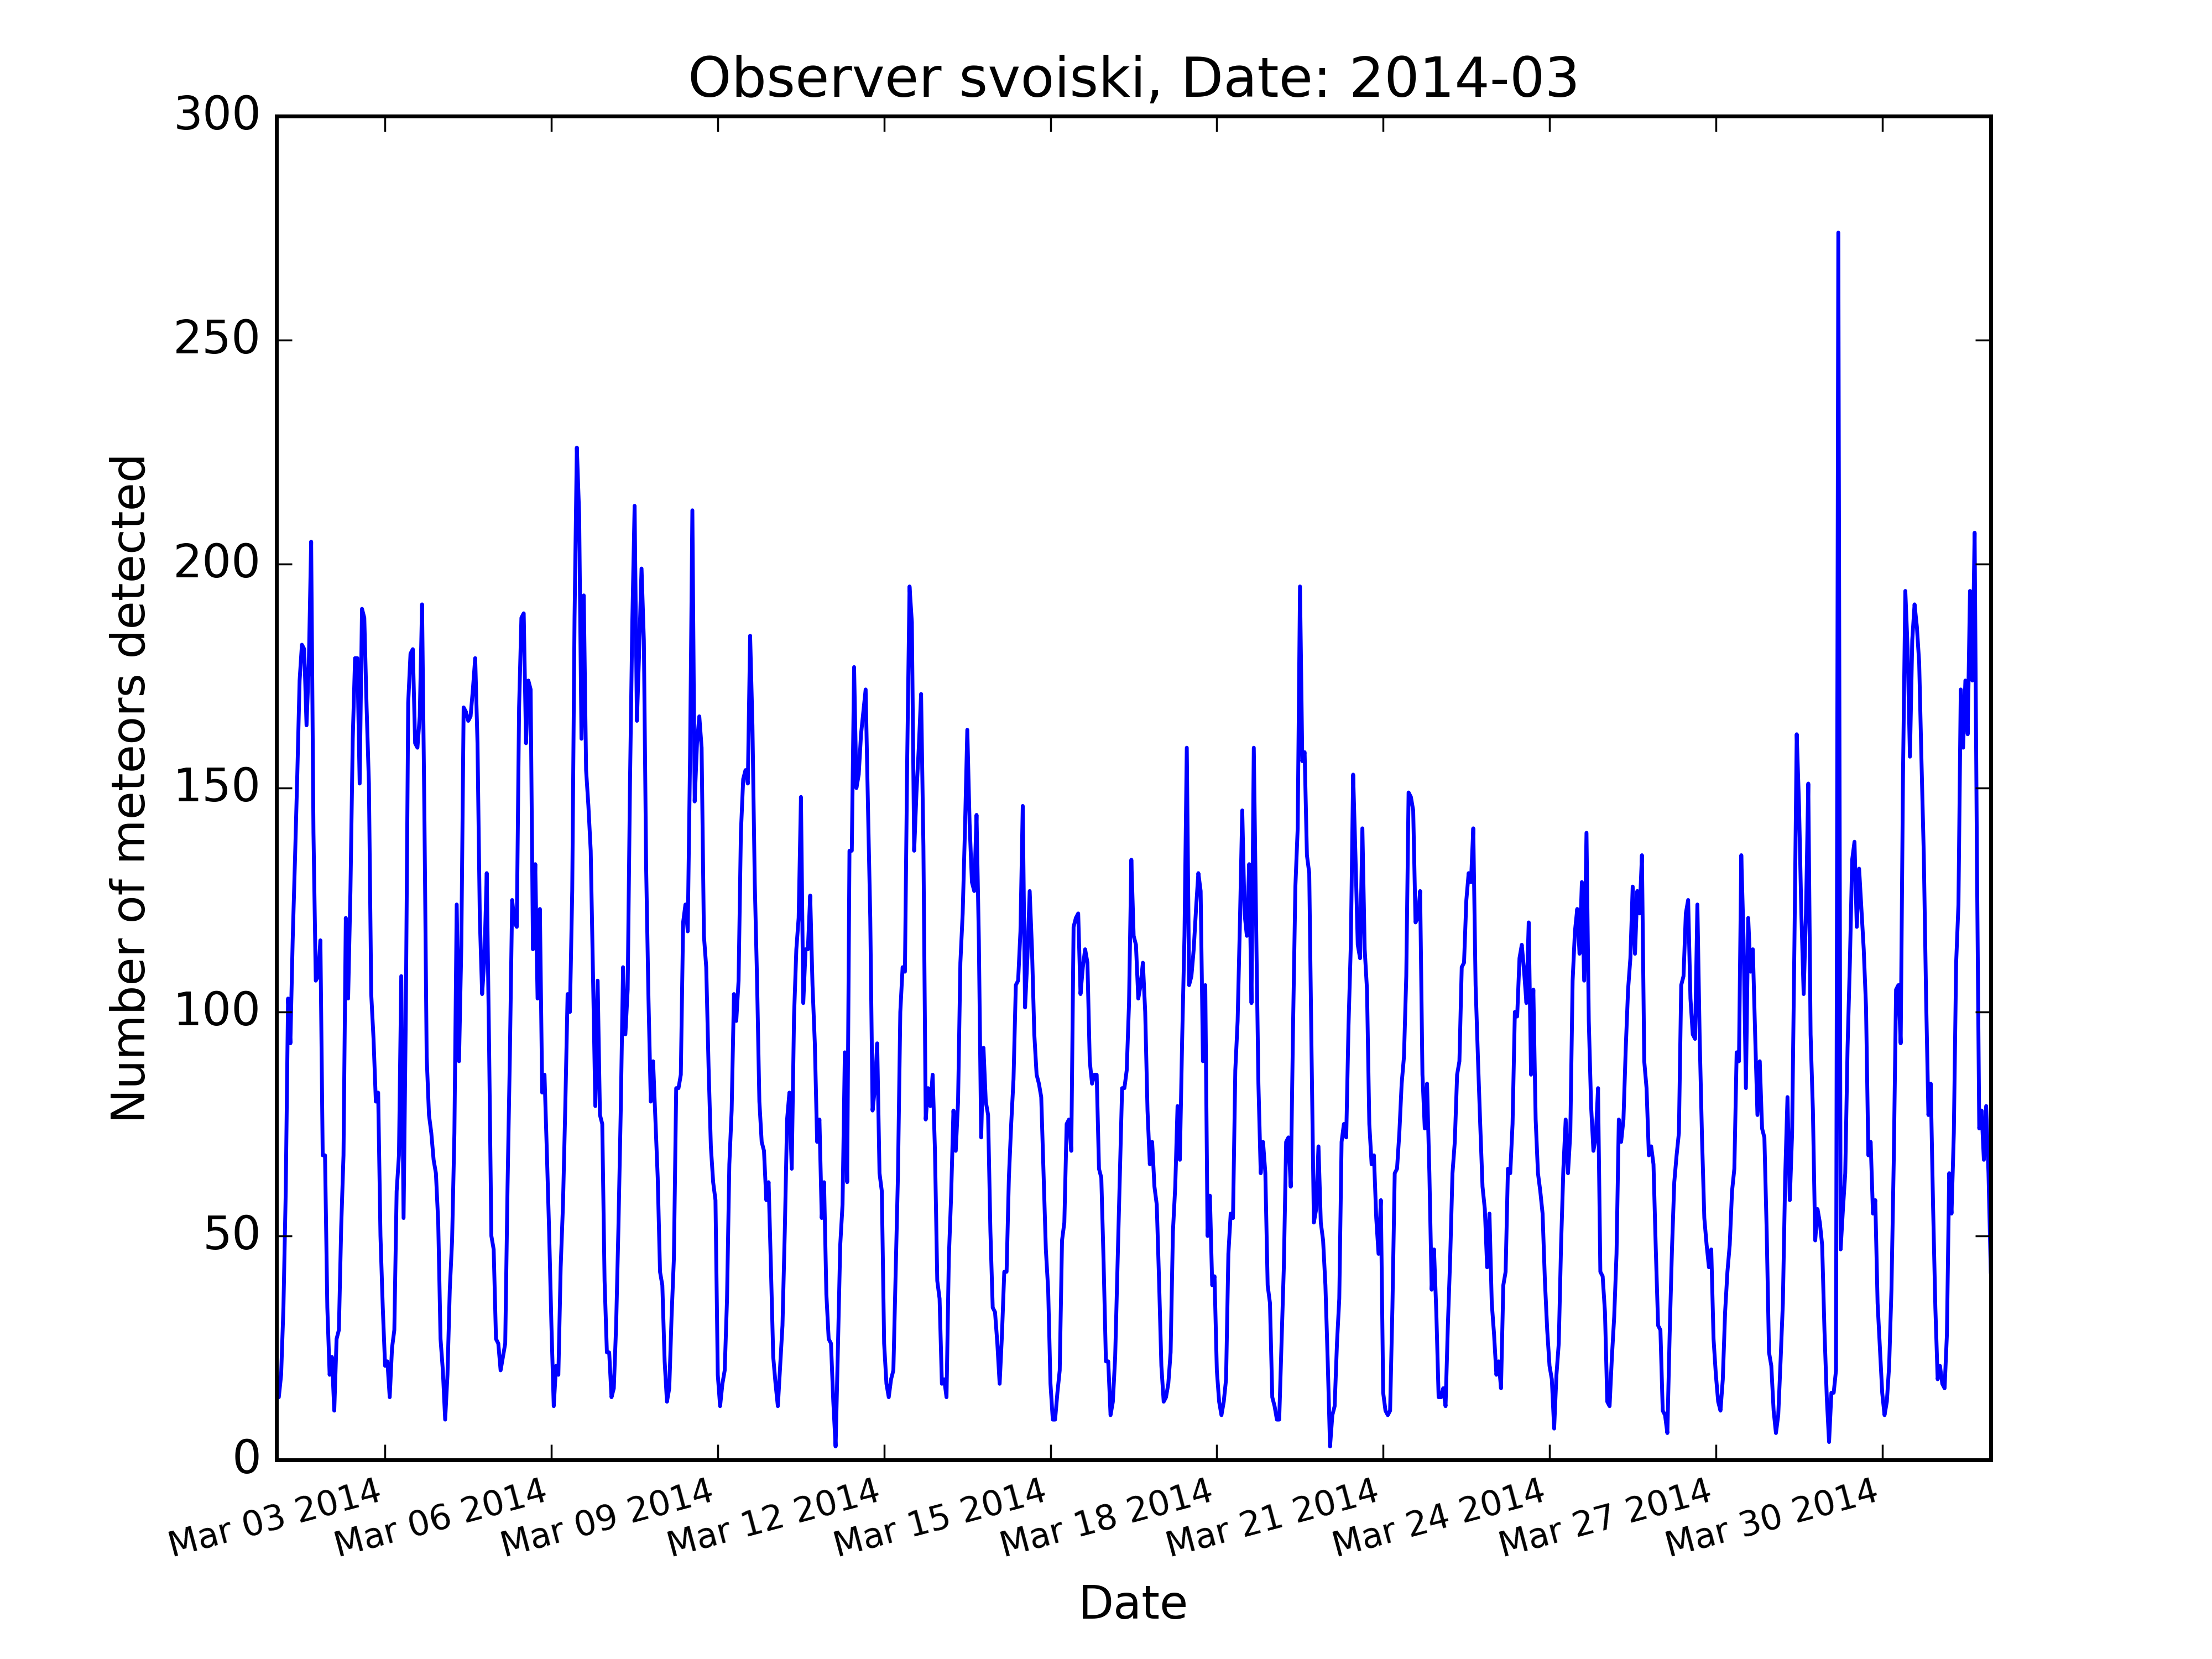 Observer svoiski, Date: 2014-03
300
250
200
150
100
50
0
Number of meteors detected
Mar 03 2014
Mar 06 2014
Mar 09 2014
Mar 12 2014
Mar 15 2014
Mar 18 2014
Mar 21 2014
Mar 24 2014
Mar 27 2014
Mar 30 2014
Date